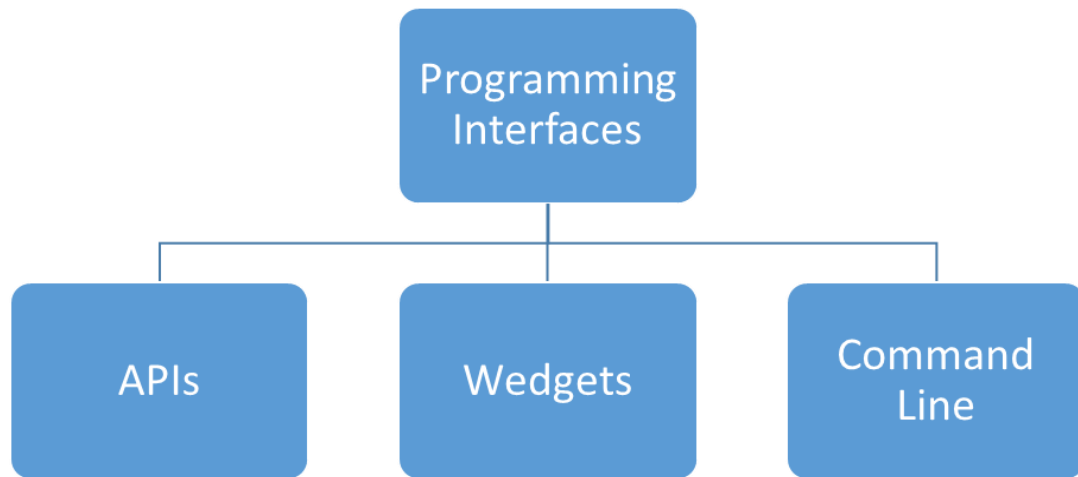 Programming
Interfaces
APIs
Wedgets
Command
Line